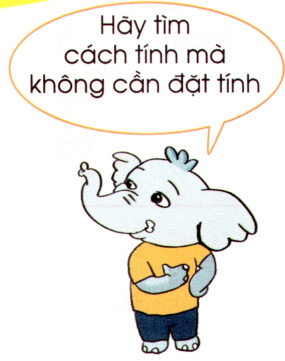 Hãy tìm
cách tính mà
không cần đặt tính